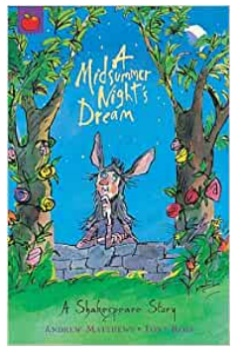 A
Midsummer
Night's
Dream
A Shakespeare Story
ANDREW MATTHEWS • TONY ROSS